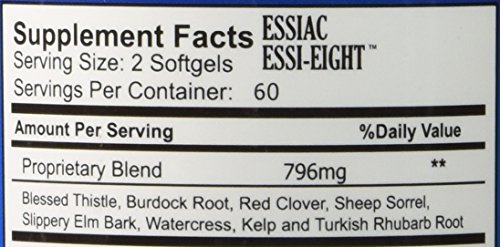 Supplement Facts ESSIAC
Serving Size: 2 Softgels ESSI-EIGHT™
Servings Per Container: 60
Amount Per Serving %Daily Value
Proprietary Blend 796mg **
Blessed Thistle, Burdock Root, Red Clover, Sheep Sorrel,
Slippery Elm Bark, Watercress, Kelp and Turkish Rhubarb Root